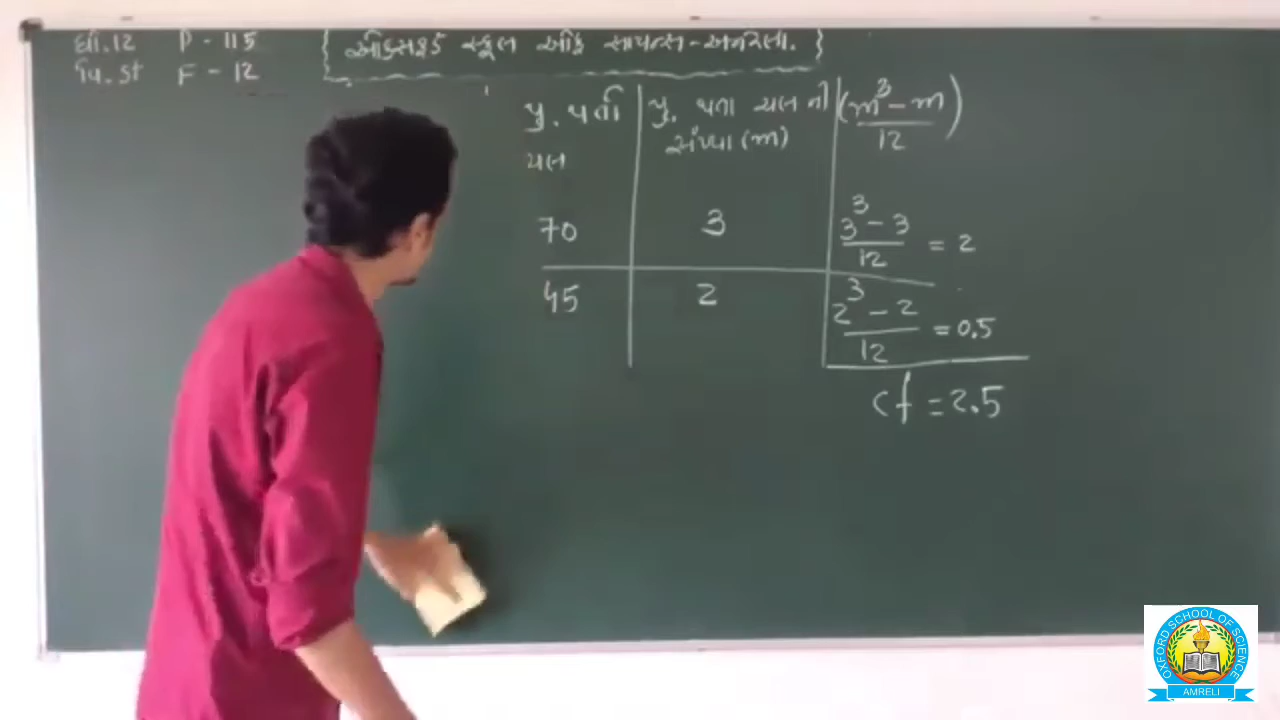 ધો.12 P - 115
ગુ.st F - 12
ઓક્સફર્ડ સ્કૂલ ઓફ સાયન્સ - અમરેલી.
પુ. પર્તા
ચલ
પુ. પતા ચલ ની
સંખ્યા (m)
(m³ - m / 12)
70 3 3³ - 3 / 12 = 2
45 2 2³ - 2 / 12 = 0.5
cf = 2.5
OXFORD SCHOOL OF SCIENCE
AMRELI